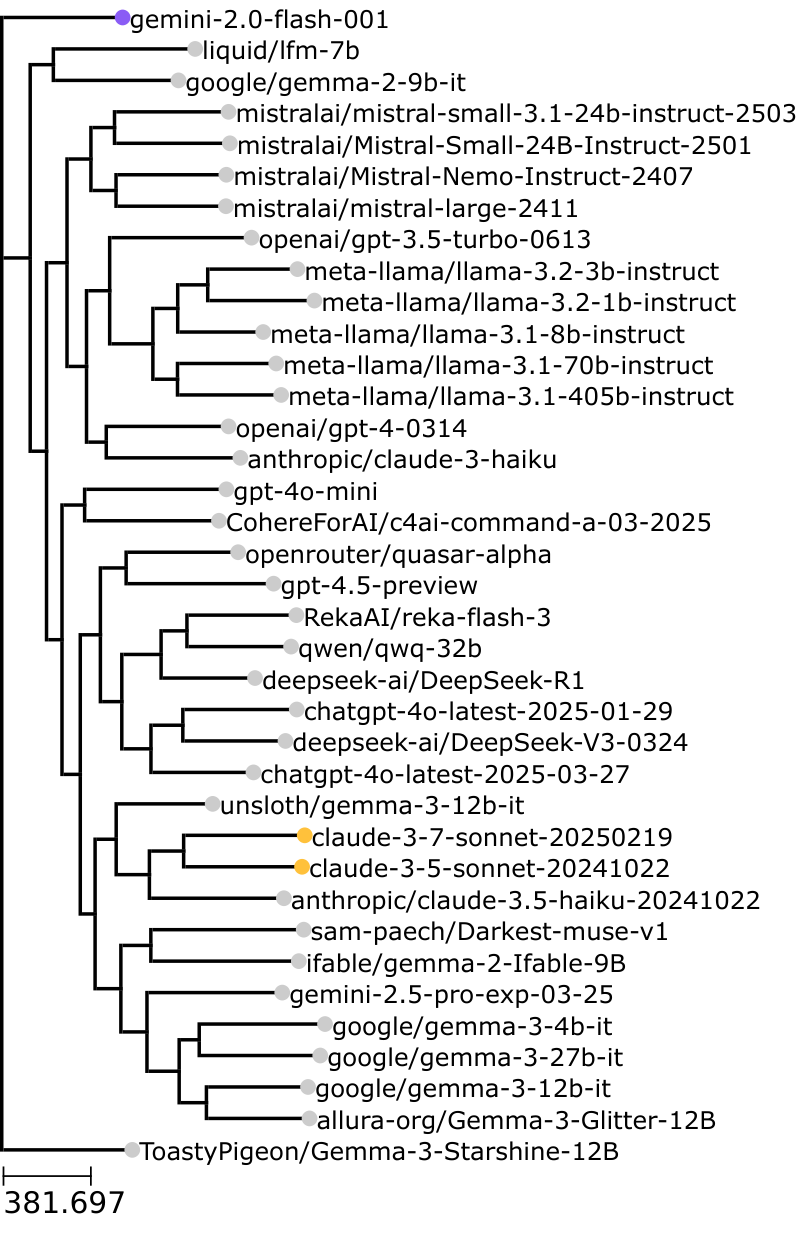 gemini-2.0-flash-001
liquid/lfm-7b
google/gemma-2-9b-it
mistralai/mistral-small-3.1-24b-instruct-2503
mistralai/Mistral-Small-24B-Instruct-2501
mistralai/Mistral-Nemo-Instruct-2407
mistralai/mistral-large-2411
openai/gpt-3.5-turbo-0613
meta-llama/llama-3.2-3b-instruct
meta-llama/llama-3.2-1b-instruct
meta-llama/llama-3.1-8b-instruct
meta-llama/llama-3.1-70b-instruct
meta-llama/llama-3.1-405b-instruct
openai/gpt-4-0314
anthropic/claude-3-haiku
gpt-4o-mini
CohereForAI/c4ai-command-a-03-2025
openrouter/quasar-alpha
gpt-4.5-preview
RekaAI/reka-flash-3
qwen/qwq-32b
deepseek-ai/DeepSeek-R1
chatgpt-4o-latest-2025-01-29
deepseek-ai/DeepSeek-V3-0324
chatgpt-4o-latest-2025-03-27
unsloth/gemma-3-12b-it
claude-3-7-sonnet-20250219
claude-3-5-sonnet-20241022
anthropic/claude-3.5-haiku-20241022
sam-paech/Darkest-muse-v1
ifable/gemma-2-Ifable-9B
gemini-2.5-pro-exp-03-25
google/gemma-3-4b-it
google/gemma-3-27b-it
google/gemma-3-12b-it
allura-org/Gemma-3-Glitter-12B
ToastyPigeon/Gemma-3-Starshine-12B
381.697